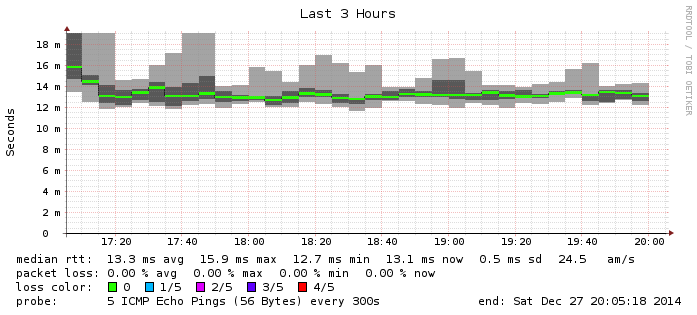 Last 3 Hours
RRDTOOL / TOBI OETIKER
Seconds
18 m
16 m
14 m
12 m
10 m
8 m
6 m
4 m
2 m
0
17:20 17:40 18:00 18:20 18:40 19:00 19:20 19:40 20:00
median rtt: 13.3 ms avg 15.9 ms max 12.7 ms min 13.1 ms now 0.5 ms sd 24.5 am/s
packet loss: 0.00 % avg 0.00 % max 0.00 % min 0.00 % now
loss color: 0 1/5 2/5 3/5 4/5
probe: 5 ICMP Echo Pings (56 Bytes) every 300s end: Sat Dec 27 20:05:18 2014